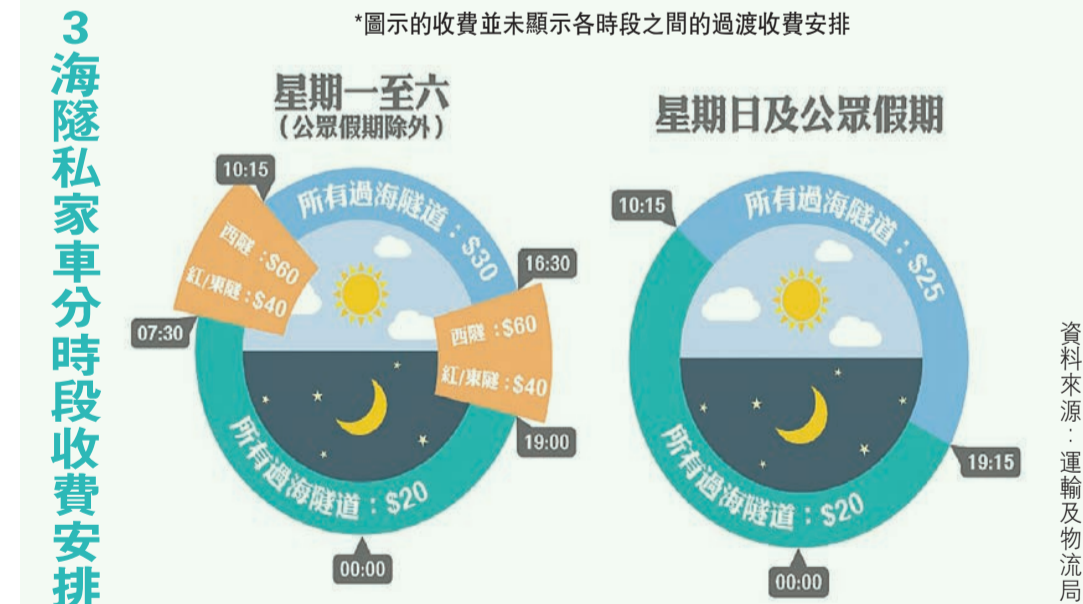 3海隧私家車分時段收費安排
*圖示的收費並未顯示各時段之間的過渡收費安排
星期一至六
（公眾假期除外）
10:15
所有過海隧道：$30
西隧：$60
紅/東隧：$40
07:30
16:30
西隧：$60
紅/東隧：$40
19:00
所有過海隧道：$20
00:00
星期日及公眾假期
10:15
所有過海隧道：$25
19:15
所有過海隧道：$20
00:00
資料來源：運輸及物流局